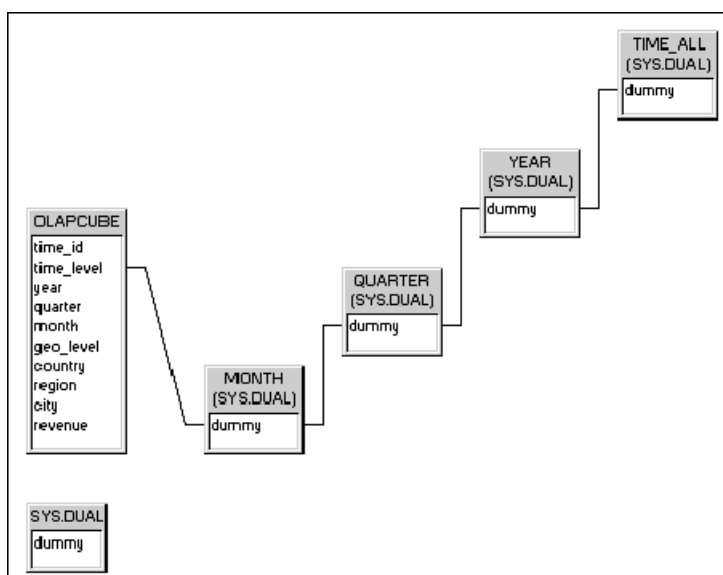 TIME_ALL
(SYS.DUAL)
dummy
YEAR
(SYS.DUAL)
dummy
OLAPCUBE
time_id
time_level
year
quarter
month
geo_level
country
region
city
revenue
QUARTER
(SYS.DUAL)
dummy
MONTH
(SYS.DUAL)
dummy
SYS.DUAL
dummy